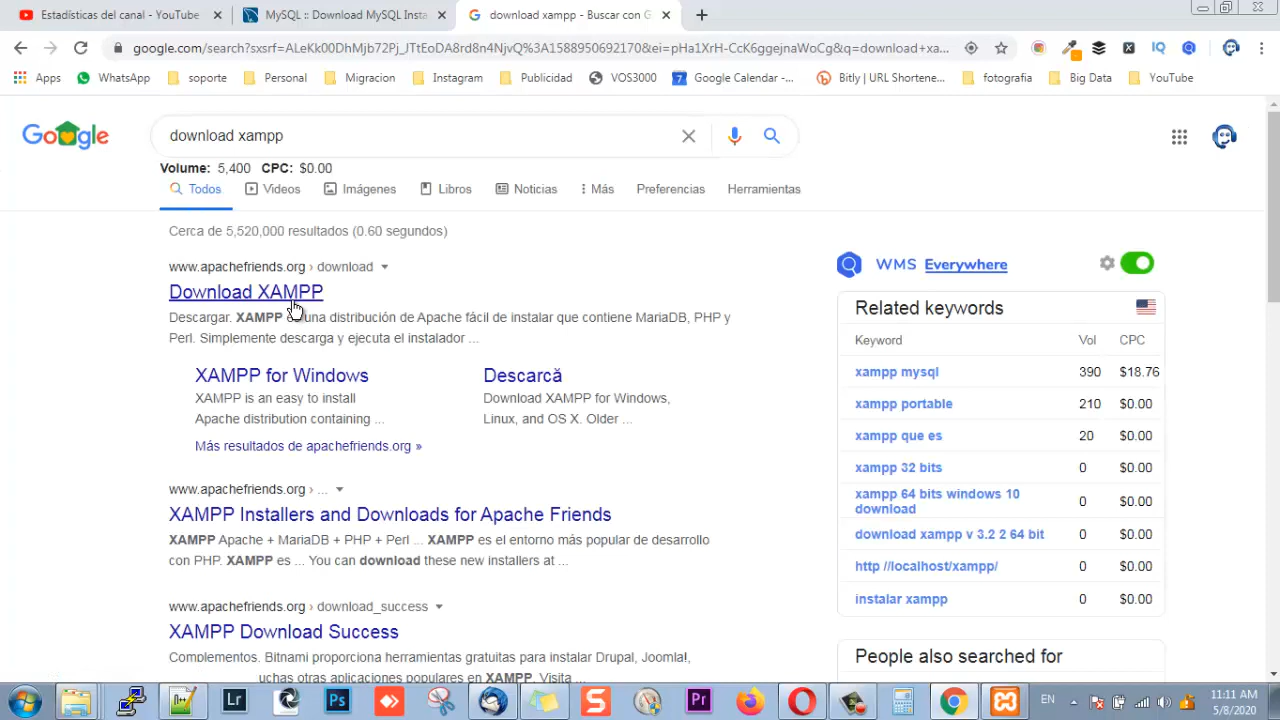 Estadísticas del canal - YouTube
MySQL :: Download MySQL Insta
download xampp - Buscar con G
google.com/search?sxsrf=ALeKk00DhMjb72Pj_JTtEoDA8rd8n4NjvQ%3A1588950692170&ei=pHa1XrH-CcK6ggejnaWoCg&q=download+xa...
Apps WhatsApp soporte Personal Migracion Instagram Publicidad VOS3000 Google Calendar -... Bitly | URL Shortene... fotografia Big Data YouTube
Google
download xampp
Volume: 5,400 CPC: $0.00
Todos Videos Imágenes Libros Noticias Más Preferencias Herramientas
Cerca de 5,520,000 resultados (0.60 segundos)
www.apachefriends.org › download
Download XAMPP
Descargar. XAMPP es una distribución de Apache fácil de instalar que contiene MariaDB, PHP y
Perl. Simplemente descarga y ejecuta el instalador ...
XAMPP for Windows
XAMPP is an easy to install
Apache distribution containing ...
Descarcă
Download XAMPP for Windows,
Linux, and OS X. Older ...
Más resultados de apachefriends.org »
www.apachefriends.org › ...
XAMPP Installers and Downloads for Apache Friends
XAMPP Apache + MariaDB + PHP + Perl ... XAMPP es el entorno más popular de desarrollo
con PHP. XAMPP es ... You can download these new installers at ...
www.apachefriends.org › download_success
XAMPP Download Success
Complementos. Bitnami proporciona herramientas gratuitas para instalar Drupal, Joomla!,
uchas otras aplicaciones populares en XAMPP. Visita ...
WMS Everywhere
Related keywords
Keyword Vol CPC
xampp mysql 390 $18.76
xampp portable 210 $0.00
xampp que es 20 $0.00
xampp 32 bits 0 $0.00
xampp 64 bits windows 10
download 0 $0.00
download xampp v 3.2 2 64 bit 0 $0.00
http //localhost/xampp/ 0 $0.00
instalar xampp 0 $0.00
People also searched for
Lr Ps S Pr
EN
11:11 AM
5/8/2020